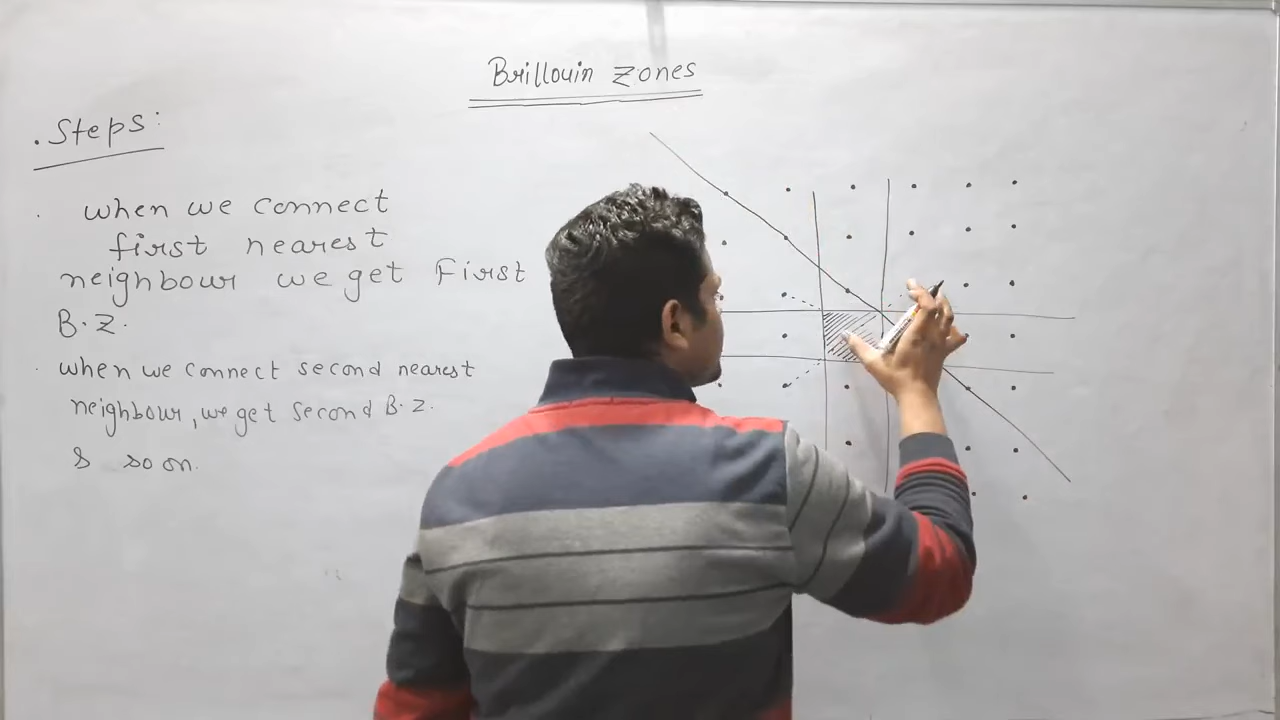 Brillouin zones
. Steps:
. when we connect
first nearest
neighbour we get First
B.Z.
. when we connect second nearest
neighbour, we get second B.Z.
& so on.